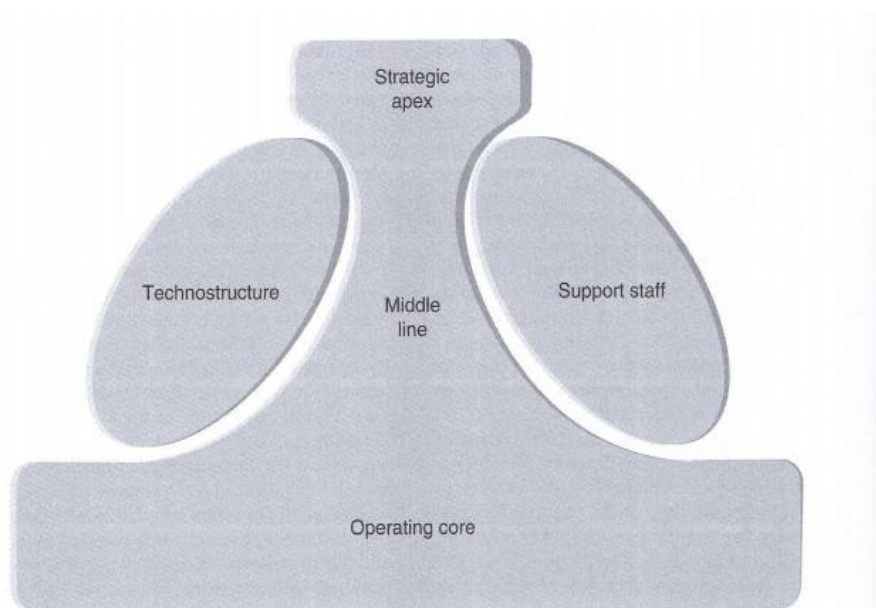 Strategic
apex
Technostructure
Middle
line
Support staff
Operating core